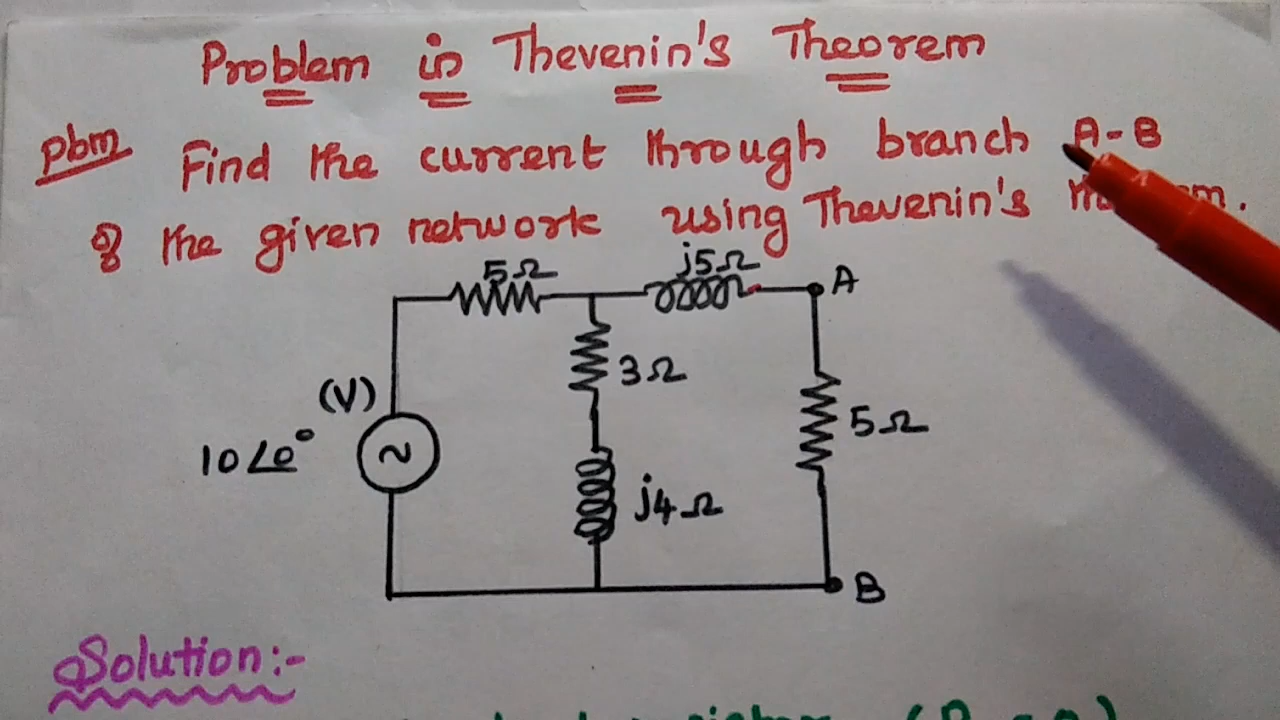 Problem in Thevenin's Theorem
Pbm Find the current through branch A-B
of the given network using Thevenin's
5Ω
j5Ω
A
3Ω
(V)
10∠0°
~
5Ω
j4Ω
B
Solution:-